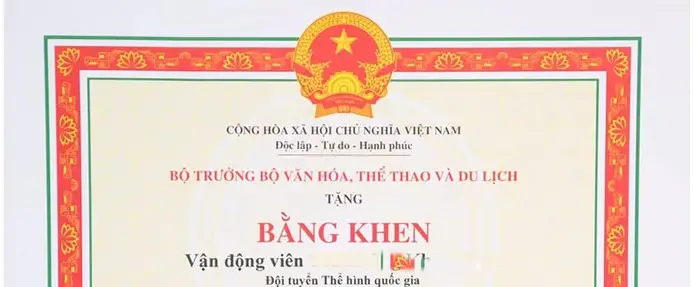 CỘNG HÒA XÃ HỘI CHỦ NGHĨA VIỆT NAM
Độc lập - Tự do - Hạnh phúc
BỘ TRƯỞNG BỘ VĂN HÓA, THỂ THAO VÀ DU LỊCH
TẶNG
BẰNG KHEN
Vận động viên
Đội tuyển Thể hình quốc gia